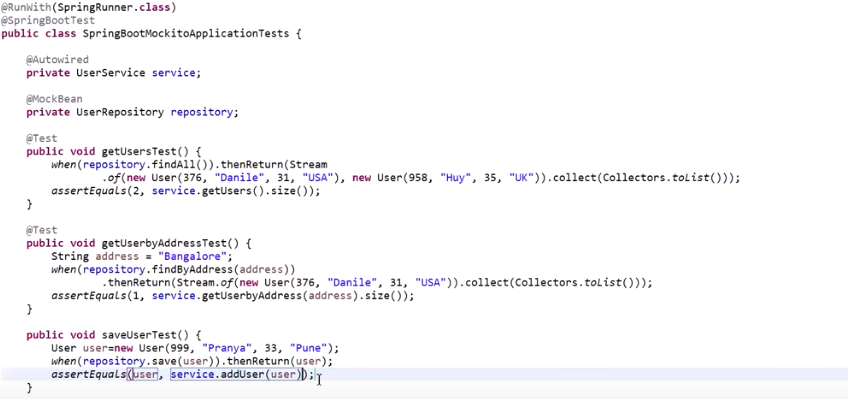 @RunWith(SpringRunner.class)
@SpringBootTest
public class SpringBootMockitoApplicationTests {
@Autowired
private UserService service;
@MockBean
private UserRepository repository;
@Test
public void getUsersTest() {
when(repository.findAll()).thenReturn(Stream
.of(new User(376, "Danile", 31, "USA"), new User(958, "Huy", 35, "UK")).collect(Collectors.toList()));
assertEquals(2, service.getUsers().size());
}
@Test
public void getUserbyAddressTest() {
String address = "Bangalore";
when(repository.findByAddress(address))
.thenReturn(Stream.of(new User(376, "Danile", 31, "USA")).collect(Collectors.toList()));
assertEquals(1, service.getUserbyAddress(address).size());
}
public void saveUserTest() {
User user=new User(999, "Pranya", 33, "Pune");
when(repository.save(user)).thenReturn(user);
assertEquals(user, service.addUser(user));
}